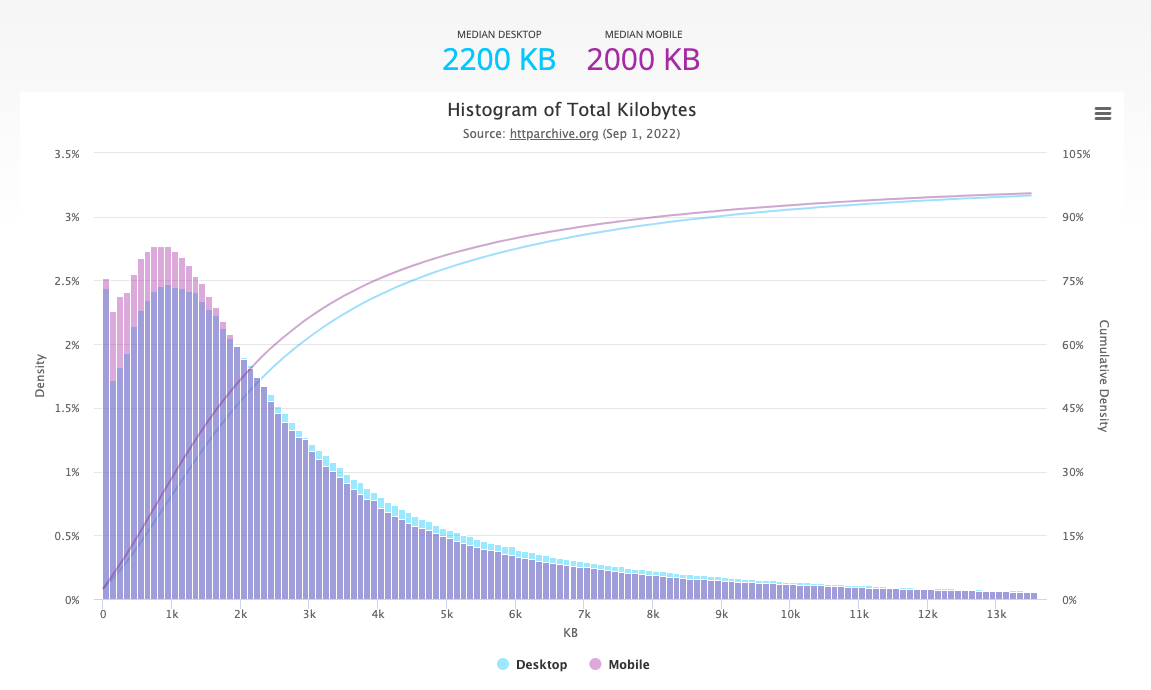 MEDIAN DESKTOP MEDIAN MOBILE
2200 KB 2000 KB
Histogram of Total Kilobytes
Source: httparchive.org (Sep 1, 2022)
3.5% 105%
3% 90%
2.5% 75%
2% 60%
1.5% 45%
1% 30%
0.5% 15%
0% 0%
Density
Cumulative Density
0 1k 2k 3k 4k 5k 6k 7k 8k 9k 10k 11k 12k 13k
KB
Desktop Mobile